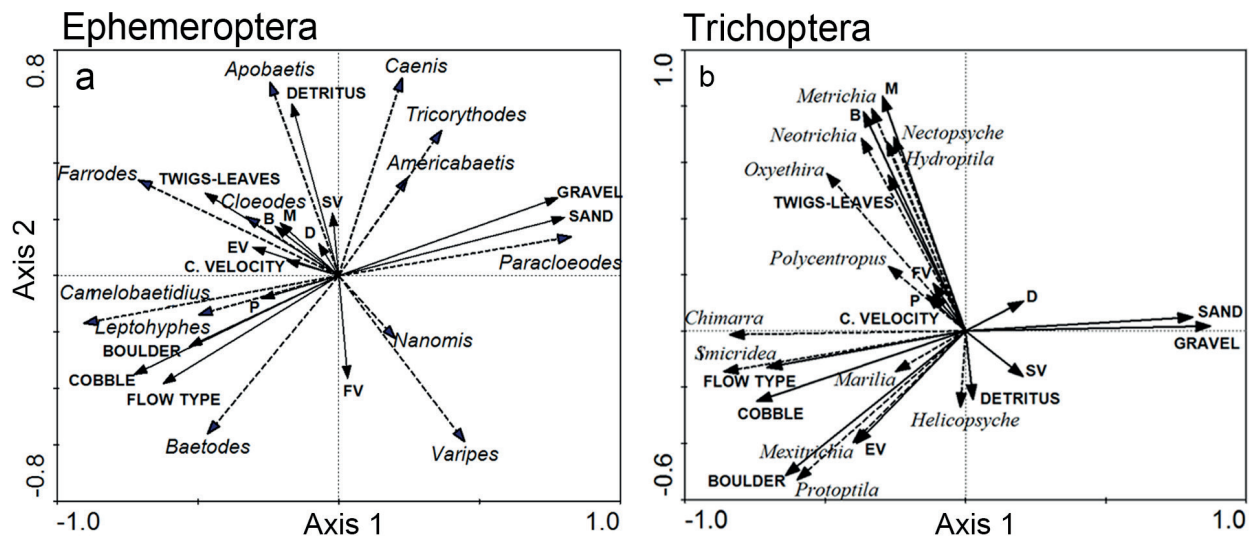 Ephemeroptera
a
0.8
Apobaetis
Caenis
DETRITUS
Tricorythodes
Américabaetis
Farrodes
TWIGS-LEAVES
Cloeodes
SV
GRAVEL
B
M
SAND
D
EV
C. VELOCITY
Paracloeodes
Axis 2
Camelobaetidius
P
Leptohyphes
BOULDER
Nanomis
COBBLE
FLOW TYPE
FV
Baetodes
Varipes
-0.8
-1.0
Axis 1
1.0
Trichoptera
b
1.0
Metrichia
M
B
Neotrichia
Nectopsyche
Hydroptila
Oxyethira
TWIGS-LEAVES
Polycentropus
FV
P
D
C. VELOCITY
SAND
Chimarra
GRAVEL
Smicridea
FLOW TYPE
Marilia
SV
COBBLE
DETRITUS
Helicopsyche
Mexitrichia
EV
BOULDER
Protoptila
-0.6
-1.0
Axis 1
1.0